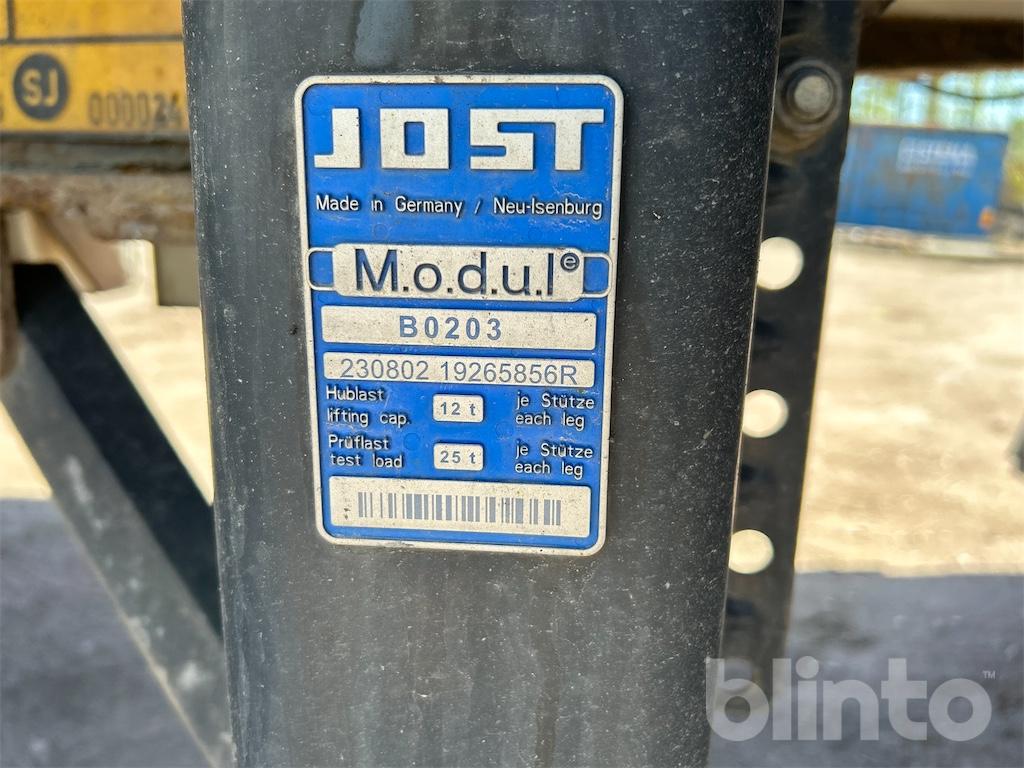 SJ
000024
JOST
Made in Germany / Neu-Isenburg
M.o.d.u.l®
B0203
230802 19265856R
Hublast 12 t je Stütze
lifting cap. each leg
Prüflast 25 t je Stütze
test load each leg
blinto™